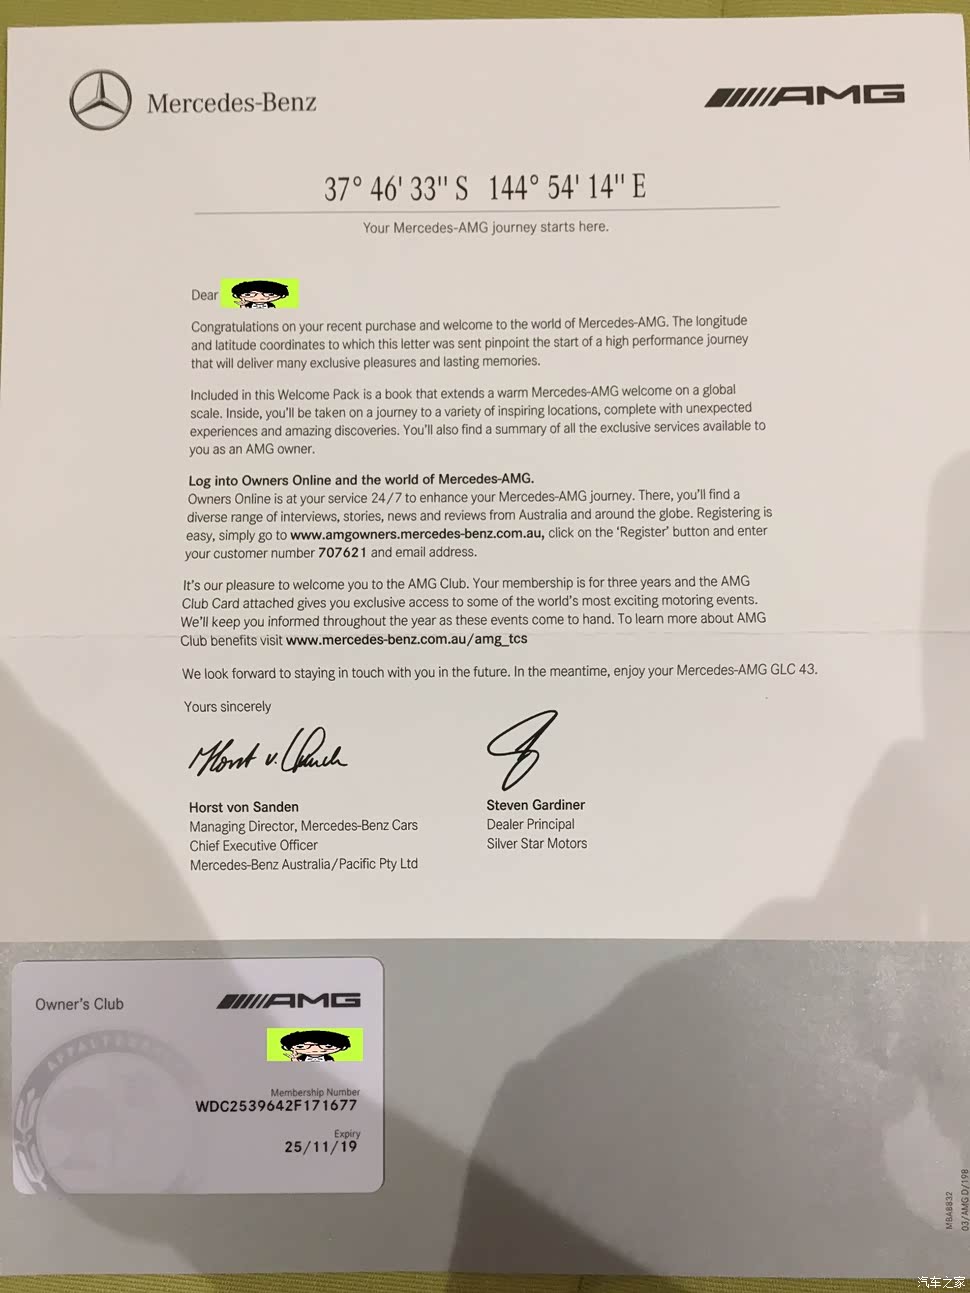 Mercedes-Benz
AMG
37° 46' 33" S 144° 54' 14" E
Your Mercedes-AMG journey starts here.
Dear
Congratulations on your recent purchase and welcome to the world of Mercedes-AMG. The longitude
and latitude coordinates to which this letter was sent pinpoint the start of a high performance journey
that will deliver many exclusive pleasures and lasting memories.
Included in this Welcome Pack is a book that extends a warm Mercedes-AMG welcome on a global
scale. Inside, you'll be taken on a journey to a variety of inspiring locations, complete with unexpected
experiences and amazing discoveries. You'll also find a summary of all the exclusive services available to
you as an AMG owner.
Log into Owners Online and the world of Mercedes-AMG.
Owners Online is at your service 24/7 to enhance your Mercedes-AMG journey. There, you'll find a
diverse range of interviews, stories, news and reviews from Australia and around the globe. Registering is
easy, simply go to www.amgowners.mercedes-benz.com.au, click on the 'Register' button and enter
your customer number 707621 and email address.
It's our pleasure to welcome you to the AMG Club. Your membership is for three years and the AMG
Club Card attached gives you exclusive access to some of the world's most exciting motoring events.
We'll keep you informed throughout the year as these events come to hand. To learn more about AMG
Club benefits visit www.mercedes-benz.com.au/amg_tcs
We look forward to staying in touch with you in the future. In the meantime, enjoy your Mercedes-AMG GLC 43.
Yours sincerely
Horst von Sanden
Managing Director, Mercedes-Benz Cars
Chief Executive Officer
Mercedes-Benz Australia/Pacific Pty Ltd
Steven Gardiner
Dealer Principal
Silver Star Motors
Owner's Club
AMG
AFFALTERBACH
Membership Number
WDC2539642F171677
Expiry
25/11/19
MBA8832
03/AMG D/198
汽车之家